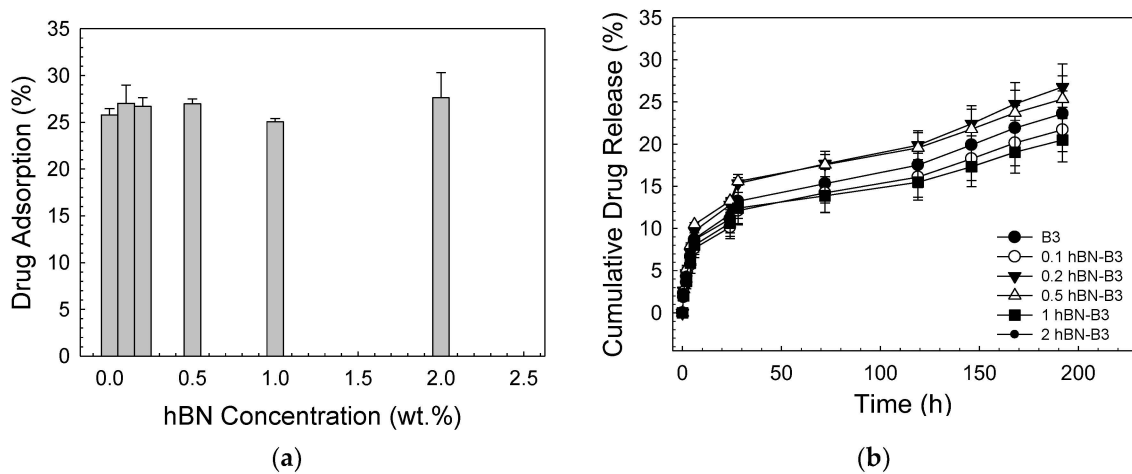 35
30
25
20
15
10
5
0
Drug Adsorption (%)
0.0 0.5 1.0 1.5 2.0 2.5
hBN Concentration (wt.%)
(a)
35
30
25
20
15
10
5
0
Cumulative Drug Release (%)
B3
0.1 hBN-B3
0.2 hBN-B3
0.5 hBN-B3
1 hBN-B3
2 hBN-B3
0 50 100 150 200
Time (h)
(b)